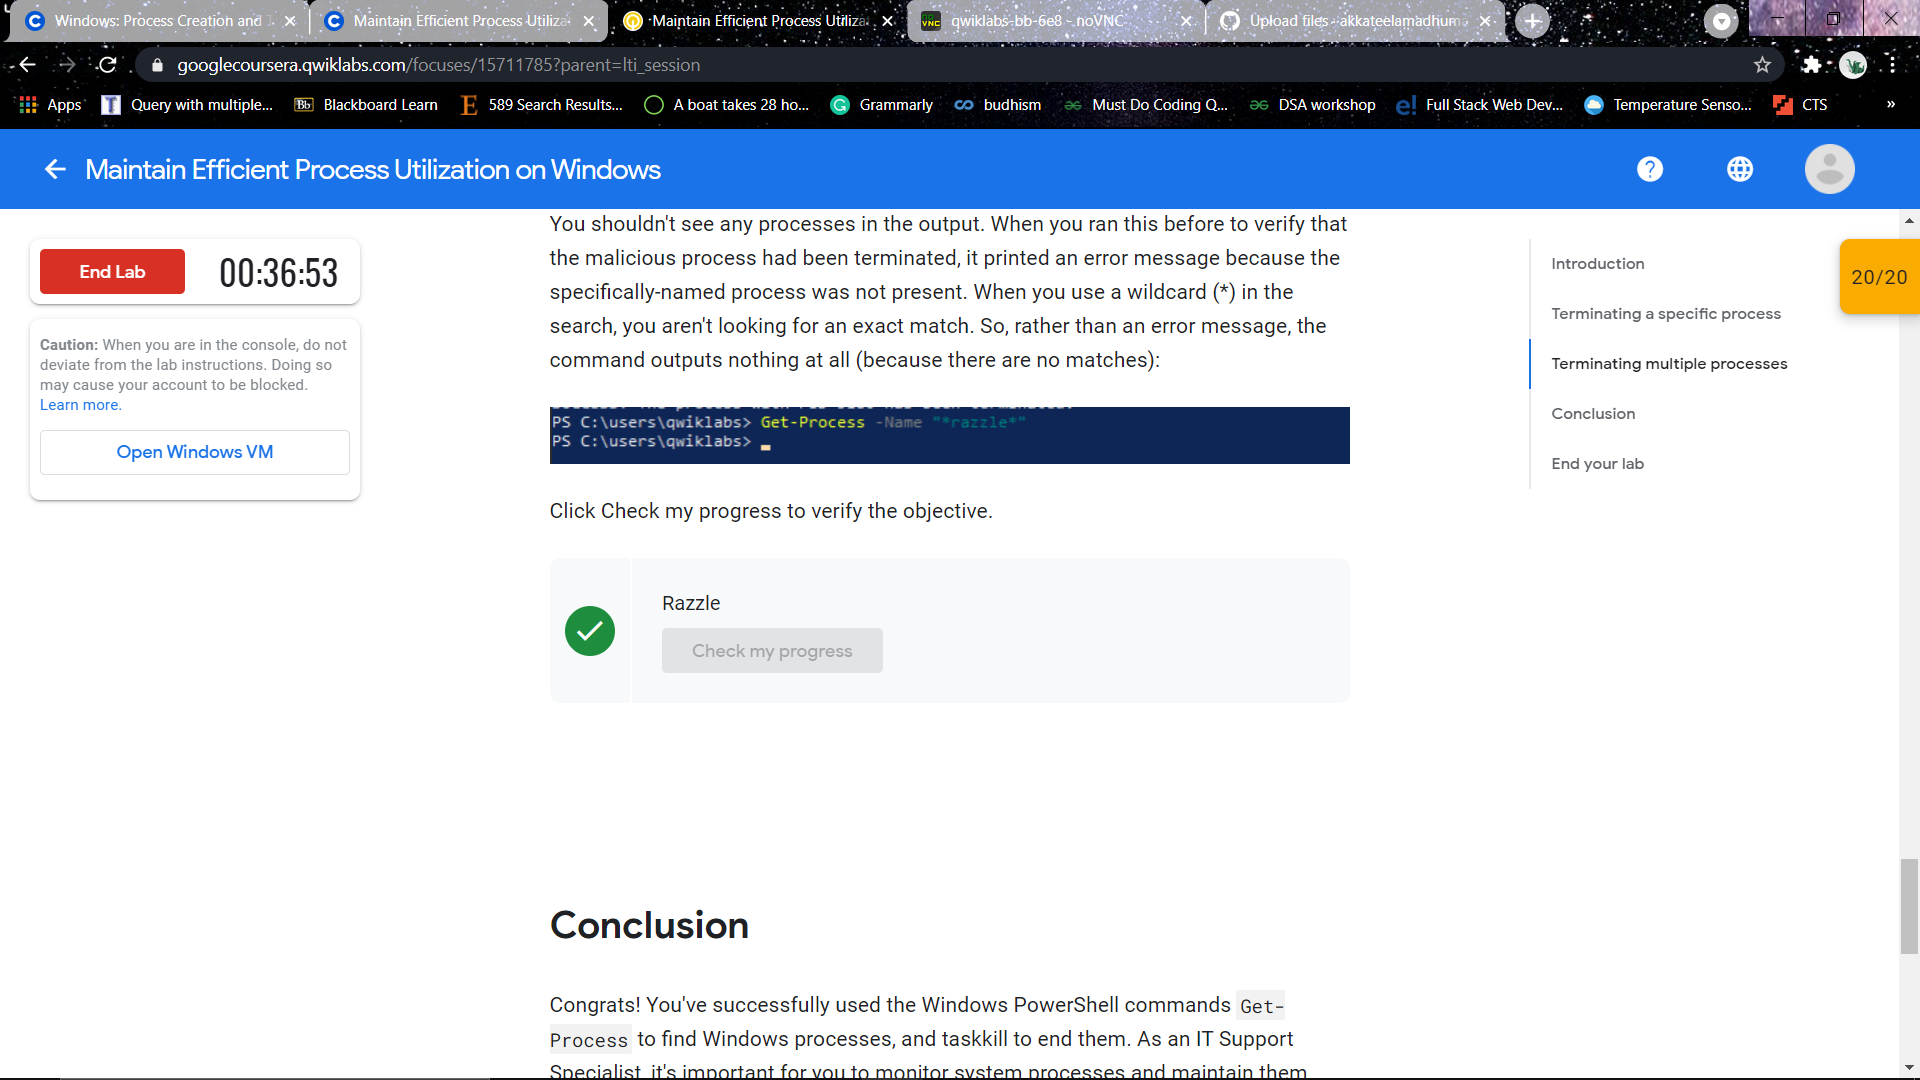 Windows: Process Creation and
Maintain Efficient Process Utiliza
Maintain Efficient Process Utiliza
qwiklabs-bb-6e8 - noVNC
Upload files · akkateelamadhum
googlecoursera.qwiklabs.com/focuses/15711785?parent=lti_session
Apps
Query with multiple...
Bb Blackboard Learn
589 Search Results...
A boat takes 28 ho...
Grammarly
budhism
Must Do Coding Q...
DSA workshop
Full Stack Web Dev...
Temperature Senso...
CTS
»
Maintain Efficient Process Utilization on Windows
End Lab
00:36:53
Caution: When you are in the console, do not
deviate from the lab instructions. Doing so
may cause your account to be blocked.
Learn more.
Open Windows VM
You shouldn't see any processes in the output. When you ran this before to verify that
the malicious process had been terminated, it printed an error message because the
specifically-named process was not present. When you use a wildcard (*) in the
search, you aren't looking for an exact match. So, rather than an error message, the
command outputs nothing at all (because there are no matches):
PS C:\users\qwiklabs> Get-Process -Name "*razzle*"
PS C:\users\qwiklabs>
Click Check my progress to verify the objective.
Razzle
Check my progress
Conclusion
Congrats! You've successfully used the Windows PowerShell commands Get-
Process to find Windows processes, and taskkill to end them. As an IT Support
Specialist, it's important for you to monitor system processes and maintain them
Introduction
Terminating a specific process
Terminating multiple processes
Conclusion
End your lab
20/20